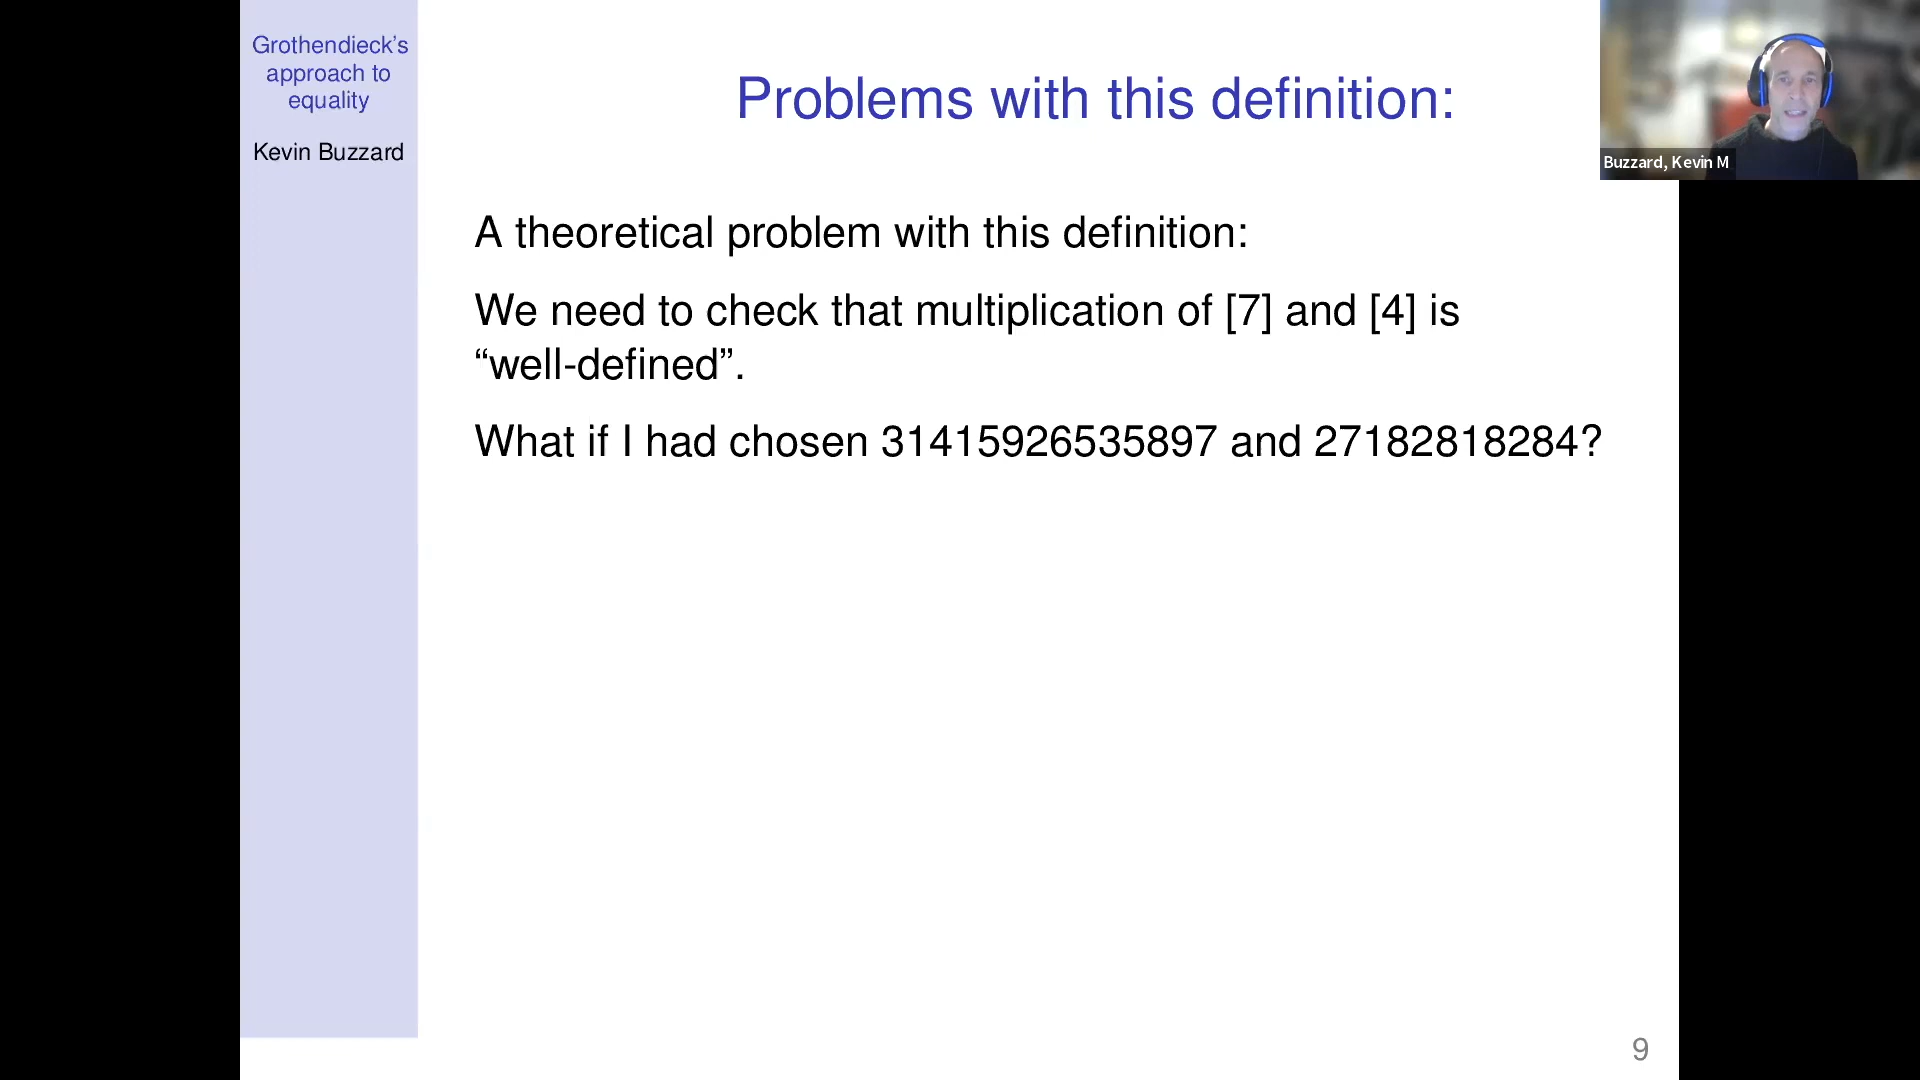 Grothendieck’s
approach to
equality
Kevin Buzzard
Problems with this definition:
A theoretical problem with this definition:
We need to check that multiplication of [7] and [4] is
“well-defined”.
What if I had chosen 31415926535897 and 27182818284?
Buzzard, Kevin M
9